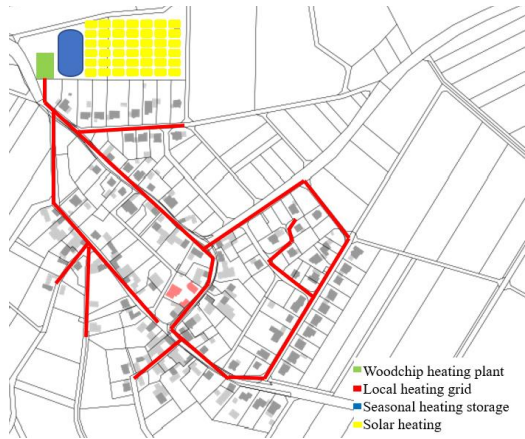 Woodchip heating plant
Local heating grid
Seasonal heating storage
Solar heating